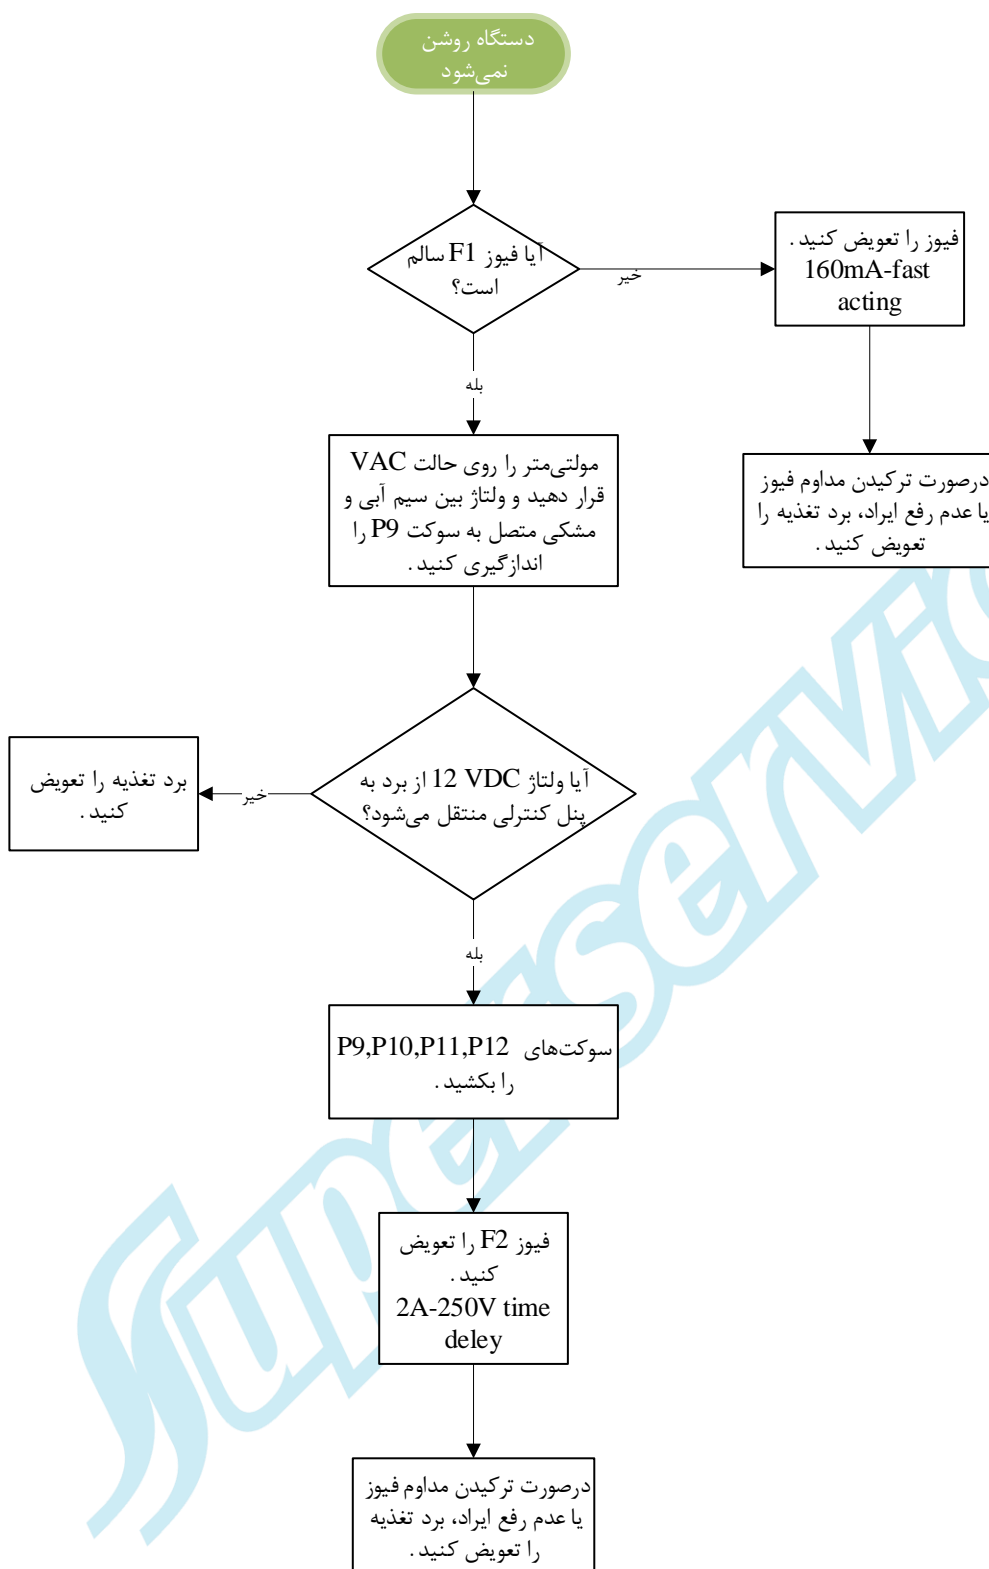 دستگاه روشن
نمی‌شود
آیا فیوز F1 سالم
است؟
خیر
فیوز را تعویض کنید.
160mA-fast
acting
بله
درصورت ترکیدن مداوم فیوز
یا عدم رفع ایراد، برد تغذیه را
تعویض کنید.
مولتی‌متر را روی حالت VAC
قرار دهید و ولتاژ بین سیم آبی و
مشکی متصل به سوکت P9 را
اندازگیری کنید.
آیا ولتاژ 12 VDC از برد به
پنل کنترلی منتقل می‌شود؟
خیر
برد تغذیه را تعویض
کنید.
بله
سوکت‌های P9,P10,P11,P12
را بکشید.
فیوز F2 را تعویض
کنید.
2A-250V time
deley
درصورت ترکیدن مداوم فیوز
یا عدم رفع ایراد، برد تغذیه
را تعویض کنید.
Superservic